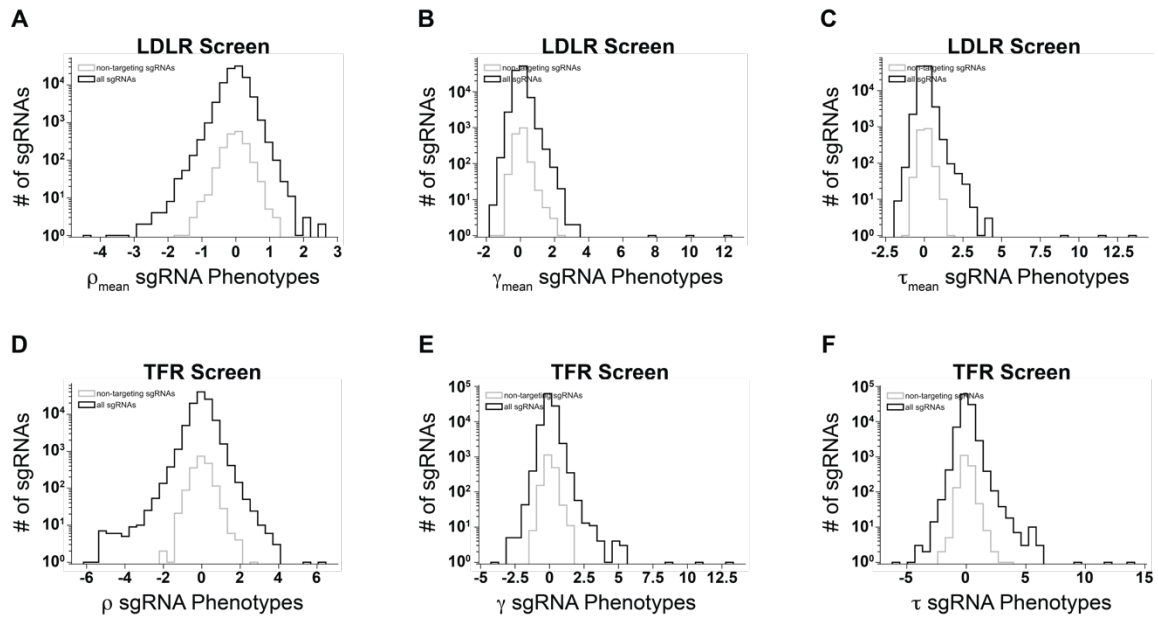 A
LDLR Screen
non-targeting sgRNAs
all sgRNAs
# of sgRNAs
10⁴
10³
10²
10¹
10⁰
-4 -3 -2 -1 0 1 2 3
ρmean sgRNA Phenotypes
B
LDLR Screen
non-targeting sgRNAs
all sgRNAs
# of sgRNAs
10⁴
10³
10²
10¹
10⁰
-2 0 2 4 6 8 10 12
γmean sgRNA Phenotypes
C
LDLR Screen
non-targeting sgRNAs
all sgRNAs
# of sgRNAs
10⁴
10³
10²
10¹
10⁰
-2.5 0 2.5 5 7.5 10 12.5
τmean sgRNA Phenotypes
D
TFR Screen
non-targeting sgRNAs
all sgRNAs
# of sgRNAs
10⁴
10³
10²
10¹
10⁰
-6 -4 -2 0 2 4 6
ρ sgRNA Phenotypes
E
TFR Screen
non-targeting sgRNAs
all sgRNAs
# of sgRNAs
10⁵
10⁴
10³
10²
10¹
10⁰
-5 -2.5 0 2.5 5 7.5 10 12.5
γ sgRNA Phenotypes
F
TFR Screen
non-targeting sgRNAs
all sgRNAs
# of sgRNAs
10⁵
10⁴
10³
10²
10¹
10⁰
-5 0 5 10 15
τ sgRNA Phenotypes